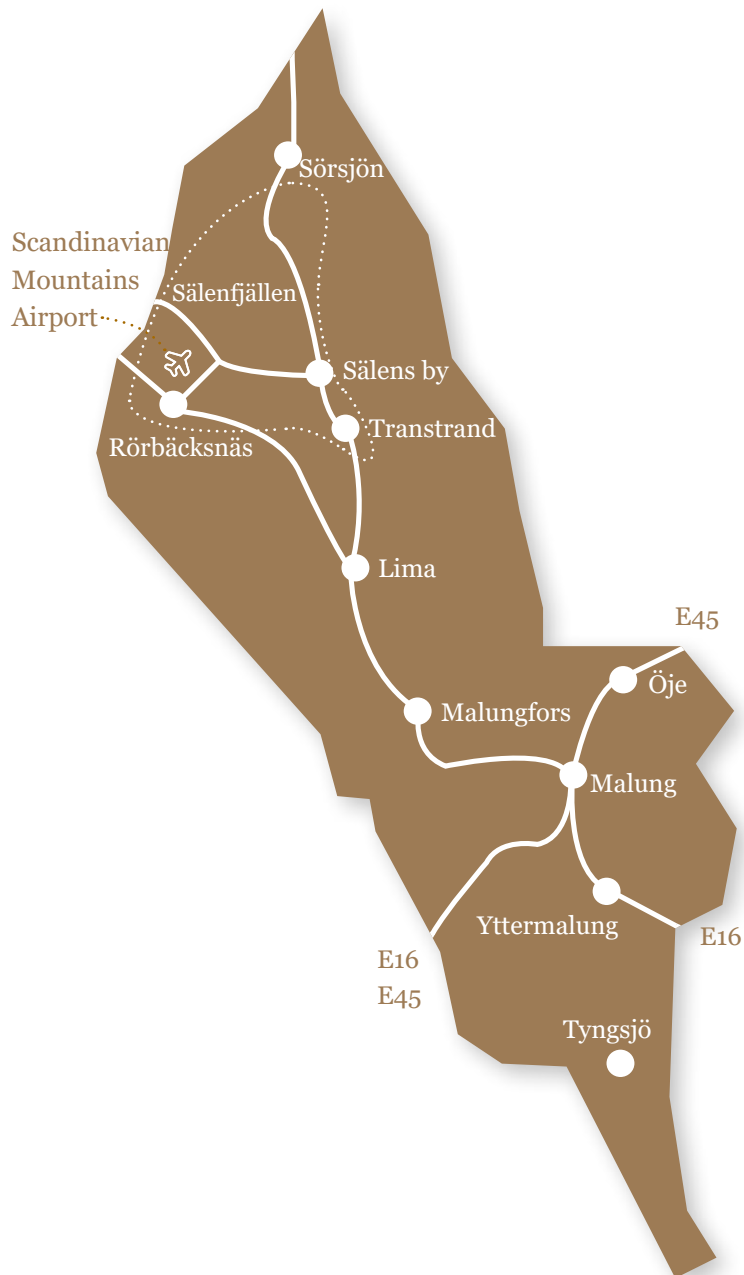 Sörsjön
Scandinavian
Mountains
Airport
Sälenfjällen
Sälens by
Transtrand
Rörbäcksnäs
Lima
E45
Öje
Malungfors
Malung
Yttermalung
E16
E16
E45
Tyngsjö